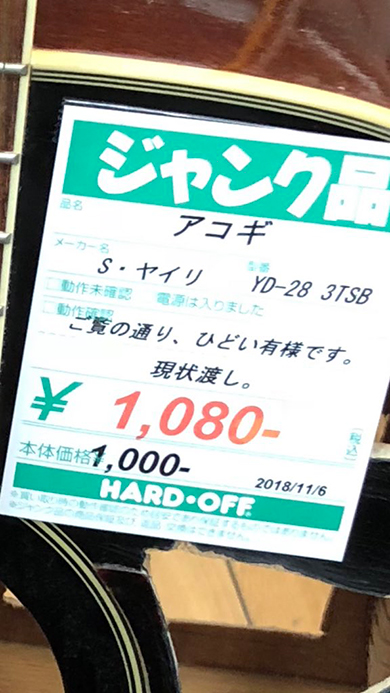 ジャンク品
品名
アコギ
メーカー名
S・ヤイリ
型番
YD-28 3TSB
動作未確認 電源は入りました
動作確認
ご覧の通り、ひどい有様です。
現状渡し。
¥ 1,080-
税込
本体価格 1,000-
2018/11/6
HARD・OFF